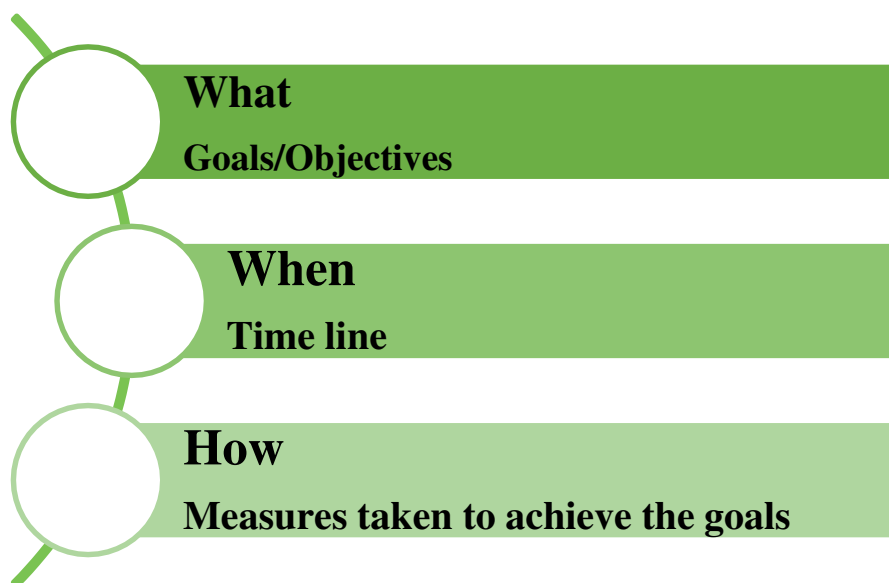 What
Goals/Objectives
When
Time line
How
Measures taken to achieve the goals